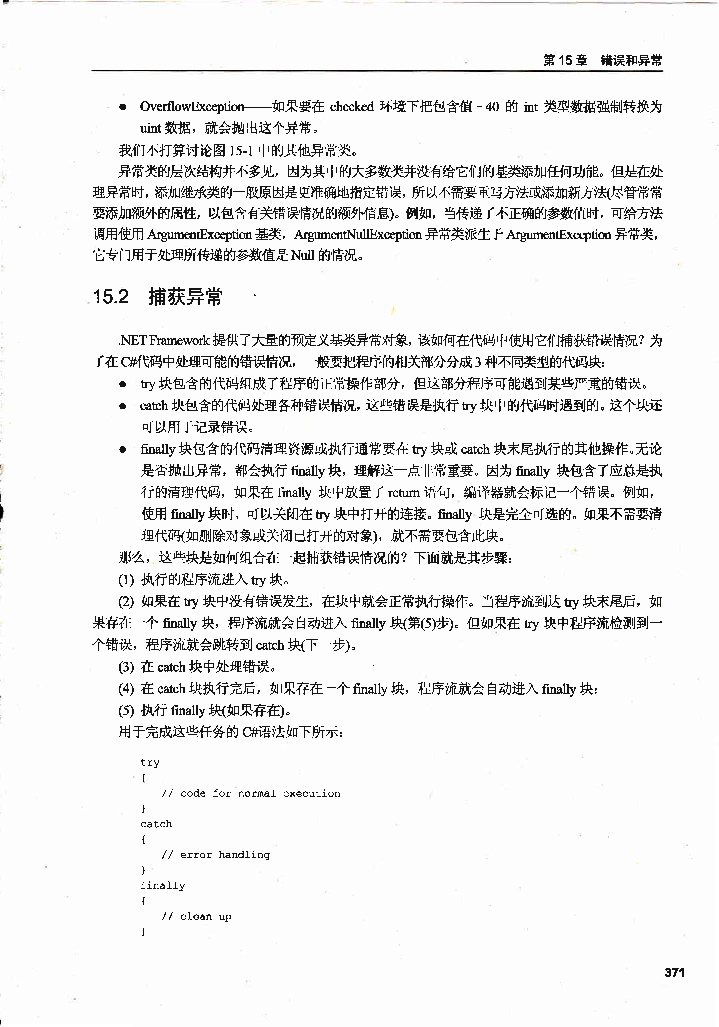 第 15 章 错误和异常
● OverflowException——如果要在 checked 环境下把包含值 - 40 的 int 类型数据强制转换为
uint 数据，就会抛出这个异常。
我们不打算讨论图 15-1 中的其他异常类。
异常类的层次结构并不多见，因为其中的大多数类并没有给它们的基类添加任何功能。但是在处
理异常时，添加继承类的一般原因是更准确地指定错误，所以不需要重写方法或添加新方法(尽管常常
要添加额外的属性，以包含有关错误情况的额外信息)。例如，当传递了不正确的参数值时，可给方法
调用使用 ArgumentException 基类，ArgumentNullException 异常类派生于 ArgumentException 异常类，
它专门用于处理所传递的参数值是 Null 的情况。
15.2 捕获异常
.NET Framework 提供了大量的预定义基类异常对象，该如何在代码中使用它们捕获错误情况？为
了在 C#代码中处理可能的错误情况，一般要把程序的相关部分分成 3 种不同类型的代码块：
● try 块包含的代码组成了程序的正常操作部分，但这部分程序可能遇到某些严重的错误。
● catch 块包含的代码处理各种错误情况，这些错误是执行 try 块中的代码时遇到的。这个块还
可以用于记录错误。
● finally 块包含的代码清理资源或执行通常要在 try 块或 catch 块末尾执行的其他操作。无论
是否抛出异常，都会执行 finally 块，理解这一点非常重要。因为 finally 块包含了应总是执
行的清理代码，如果在 finally 块中放置了 return 语句，编译器就会标记一个错误。例如，
使用 finally 块时，可以关闭在 try 块中打开的连接。finally 块是完全可选的。如果不需要清
理代码(如删除对象或关闭已打开的对象)，就不需要包含此块。
那么，这些块是如何组合在一起捕获错误情况的？下面就是其步骤：
(1) 执行的程序流进入 try 块。
(2) 如果在 try 块中没有错误发生，在块中就会正常执行操作。当程序流到达 try 块末尾后，如
果存在一个 finally 块，程序流就会自动进入 finally 块(第(5)步)。但如果在 try 块中程序流检测到一
个错误，程序流就会跳转到 catch 块(下一步)。
(3) 在 catch 块中处理错误。
(4) 在 catch 块执行完后，如果存在一个 finally 块，程序流就会自动进入 finally 块：
(5) 执行 finally 块(如果存在)。
用于完成这些任务的 C#语法如下所示：
try
{
// code for normal execution
}
catch
{
// error handling
}
finally
{
// clean up
}
371